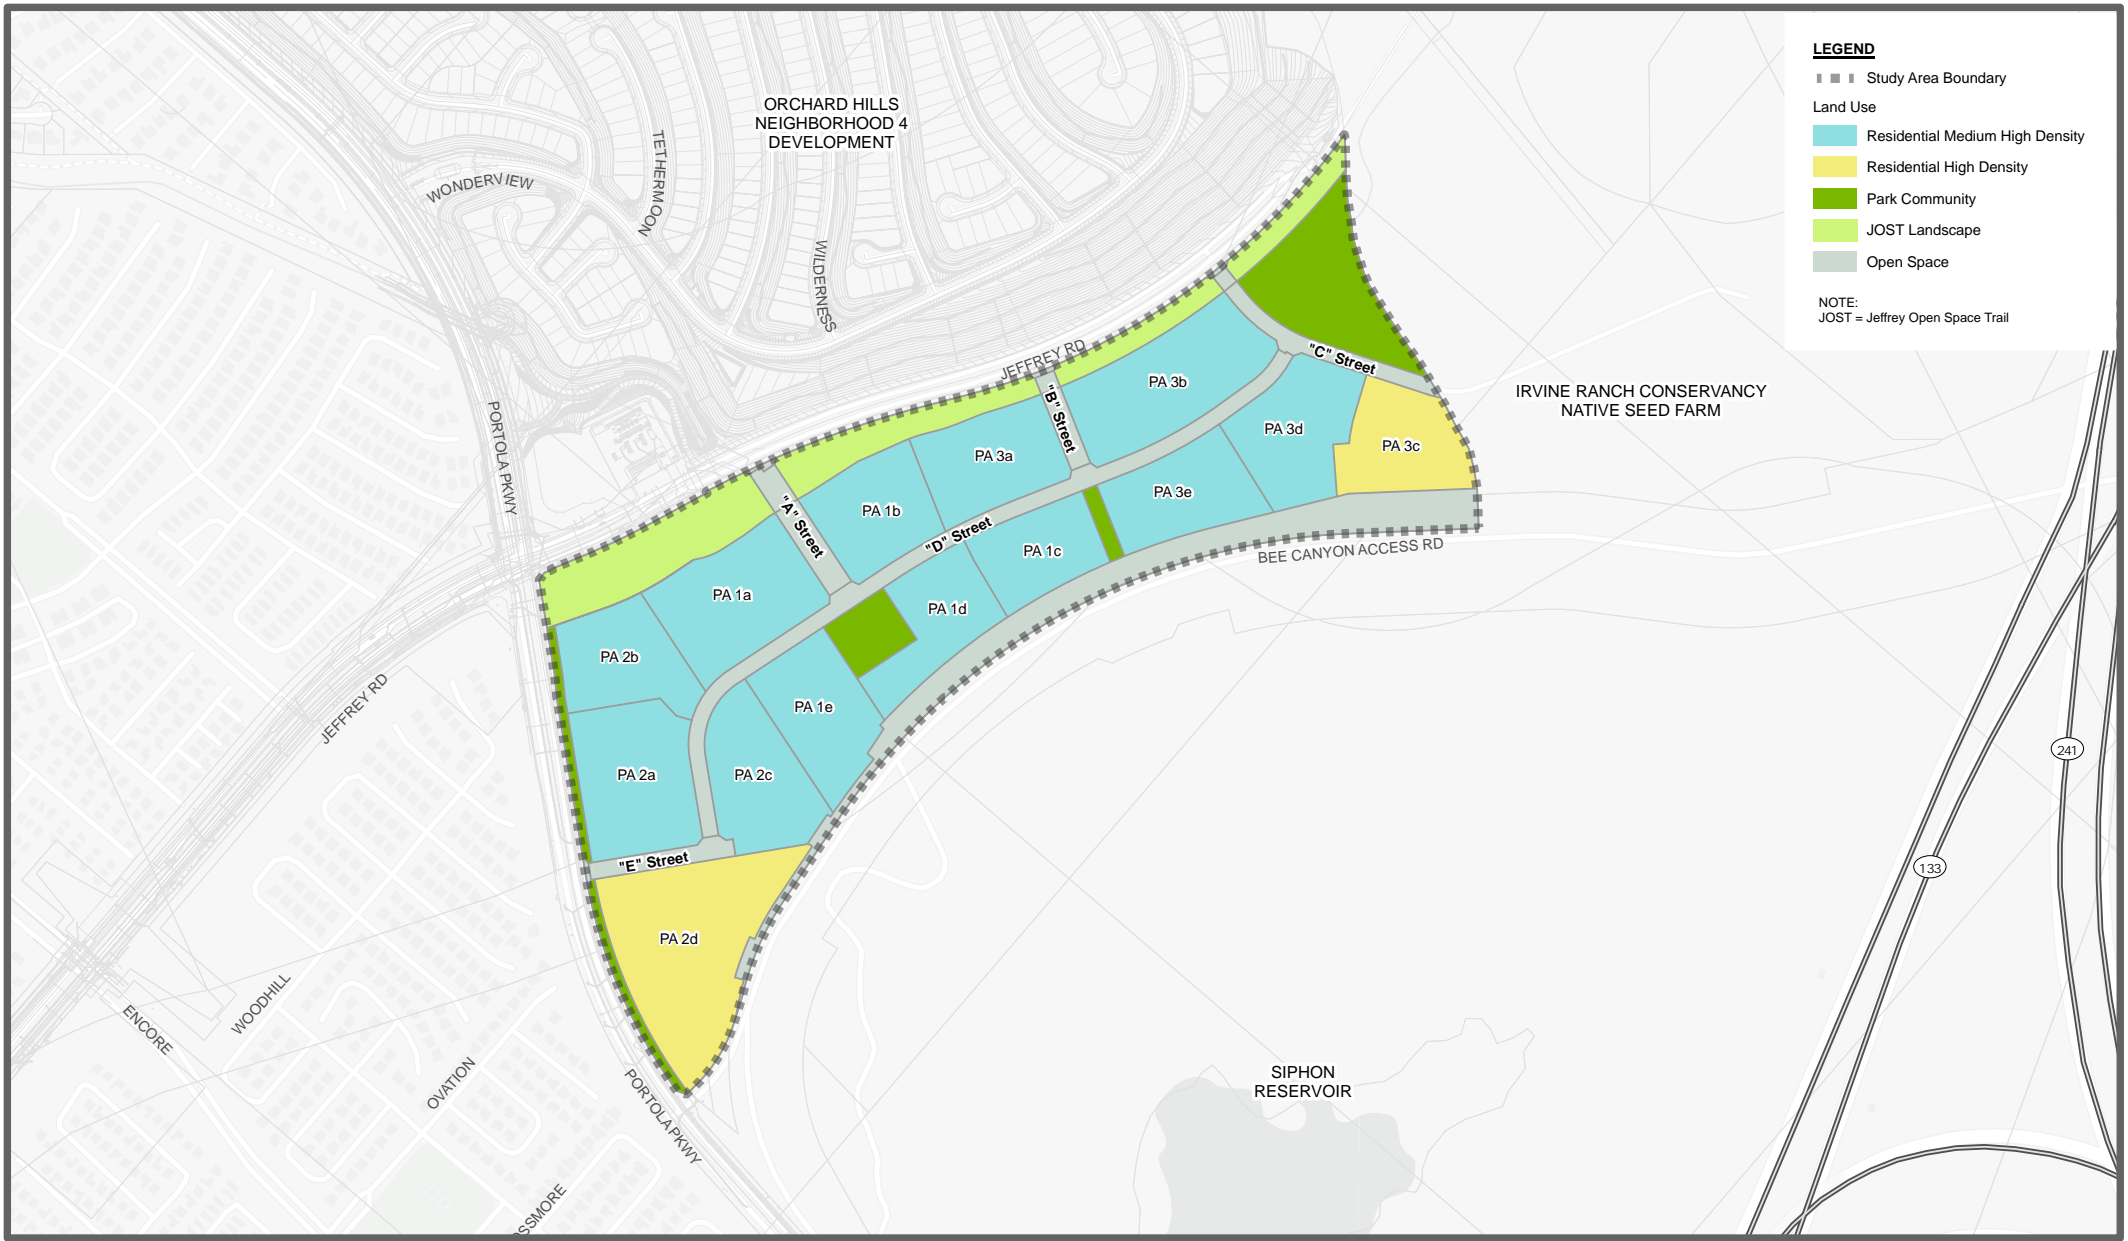 LEGEND
Study Area Boundary
Land Use
Residential Medium High Density
Residential High Density
Park Community
JOST Landscape
Open Space
NOTE:
JOST = Jeffrey Open Space Trail
ORCHARD HILLS
NEIGHBORHOOD 4
DEVELOPMENT
TETHERMOON
WONDERVIEW
WILDERNESS
JEFFREY RD
"C" Street
IRVINE RANCH CONSERVANCY
NATIVE SEED FARM
PORTOLA PKWY
PA 3b
"B" Street
PA 3d
PA 3c
PA 3a
PA 3e
PA 1b
"A" Street
"D" Street
PA 1c
BEE CANYON ACCESS RD
PA 1a
PA 1d
PA 2b
JEFFREY RD
PA 1e
PA 2a
PA 2c
241
"E" Street
133
PA 2d
WOODHILL
ENCORE
OVATION
PORTOLA PKWY
SIPHON
RESERVOIR
OSSMORE